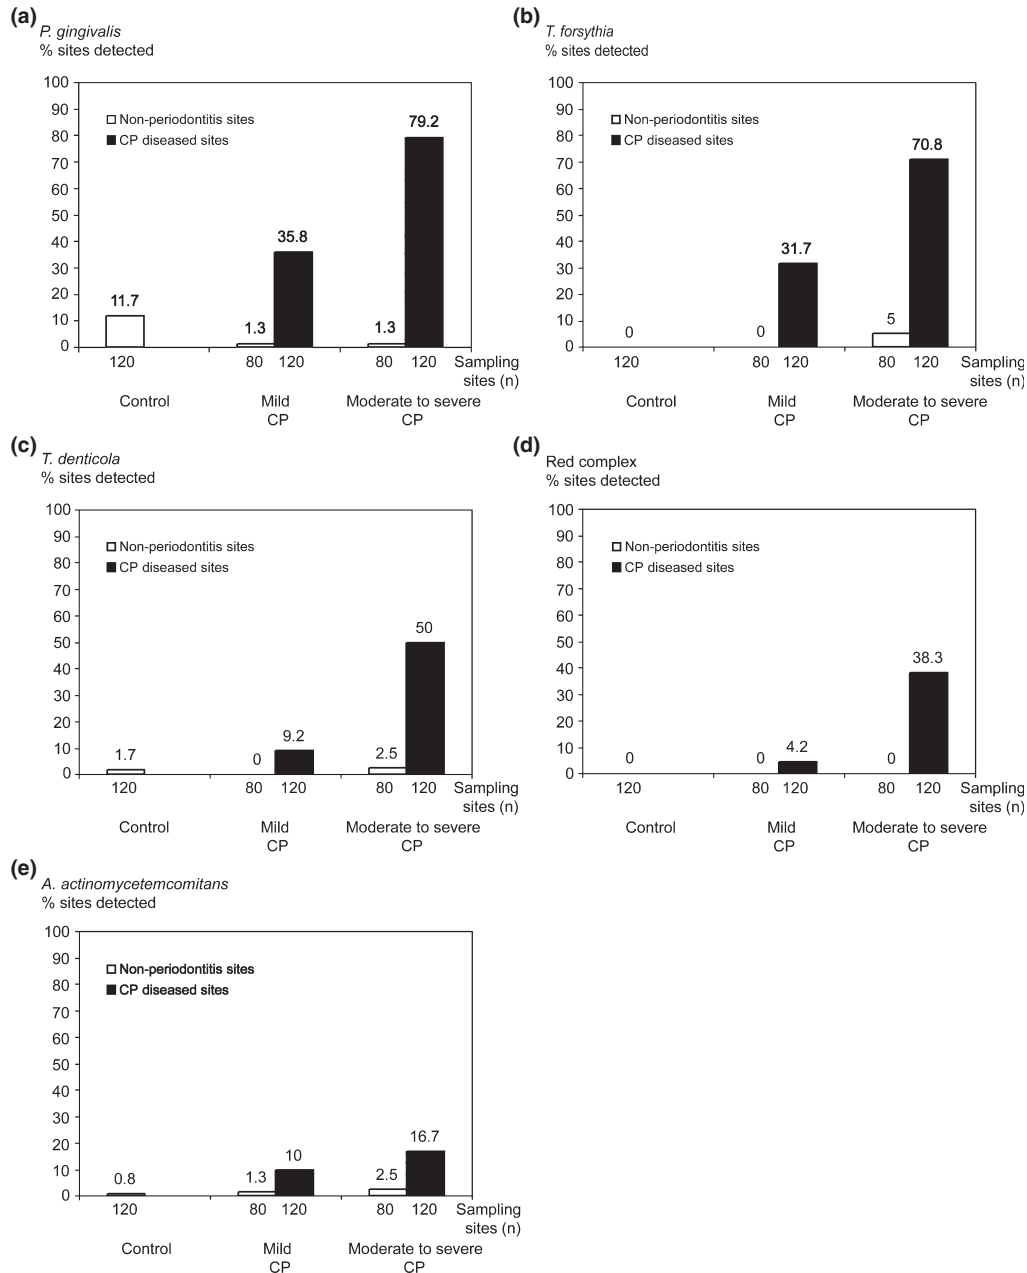 (a)
P. gingivalis
% sites detected
100
90
80
70
60
50
40
30
20
10
0
Non-periodontitis sites
CP diseased sites
11.7
1.3
35.8
1.3
79.2
120
80 120
80 120
Sampling
sites (n)
Control
Mild
CP
Moderate to severe
CP
(b)
T. forsythia
% sites detected
100
90
80
70
60
50
40
30
20
10
0
Non-periodontitis sites
CP diseased sites
0
0
31.7
5
70.8
120
80 120
80 120
Sampling
sites (n)
Control
Mild
CP
Moderate to severe
CP
(c)
T. denticola
% sites detected
100
90
80
70
60
50
40
30
20
10
0
Non-periodontitis sites
CP diseased sites
1.7
0
9.2
2.5
50
120
80 120
80 120
Sampling
sites (n)
Control
Mild
CP
Moderate to severe
CP
(d)
Red complex
% sites detected
100
90
80
70
60
50
40
30
20
10
0
Non-periodontitis sites
CP diseased sites
0
0
4.2
0
38.3
120
80 120
80 120
Sampling
sites (n)
Control
Mild
CP
Moderate to severe
CP
(e)
A. actinomycetemcomitans
% sites detected
100
90
80
70
60
50
40
30
20
10
0
Non-periodontitis sites
CP diseased sites
0.8
1.3
10
2.5
16.7
120
80 120
80 120
Sampling
sites (n)
Control
Mild
CP
Moderate to severe
CP